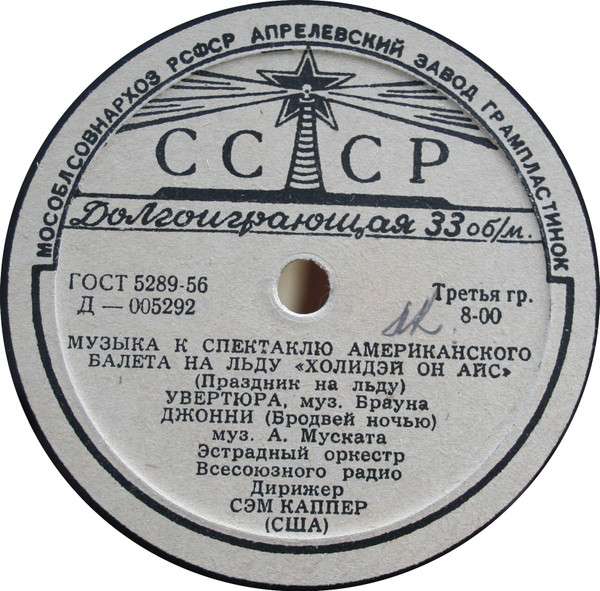 МОСОБЛСОВНАРХОЗ РСФСР АПРЕЛЕВСКИЙ ЗАВОД ГРАМПЛАСТИНОК
СССР
Долгоиграющая 33 об/м.
ГОСТ 5289-56
Д — 005292
Третья гр.
8-00
МУЗЫКА К СПЕКТАКЛЮ АМЕРИКАНСКОГО
БАЛЕТА НА ЛЬДУ «ХОЛИДЭЙ ОН АЙС»
(Праздник на льду)
УВЕРТЮРА, муз. Брауна
ДЖОННИ (Бродвей ночью)
муз. А. Муската
Эстрадный оркестр
Всесоюзного радио
Дирижер
СЭМ КАППЕР
(США)